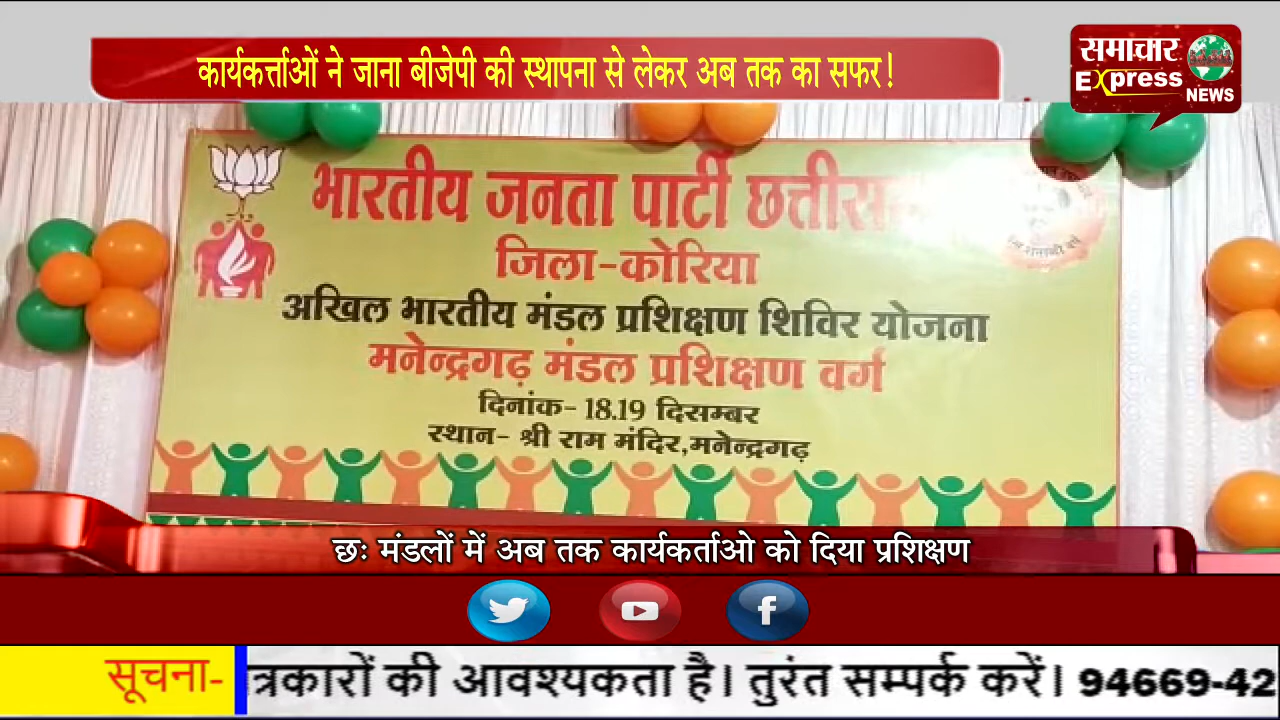 कार्यकर्त्ताओं ने जाना बीजेपी की स्थापना से लेकर अब तक का सफर!
समाचार
Express
NEWS
भारतीय जनता पार्टी
जिला-कोरिया
अखिल भारतीय मंडल प्रशिक्षण शिविर योजना
मनेन्द्रगढ़ मंडल प्रशिक्षण वर्ग
दिनांक- 18.19 दिसम्बर
स्थान- श्री राम मंदिर,मनेन्द्रगढ़
छः मंडलों में अब तक कार्यकर्ताओ को दिया प्रशिक्षण
सूचना- त्रकारों की आवश्यकता है। तुरंत सम्पर्क करें। 94669-42